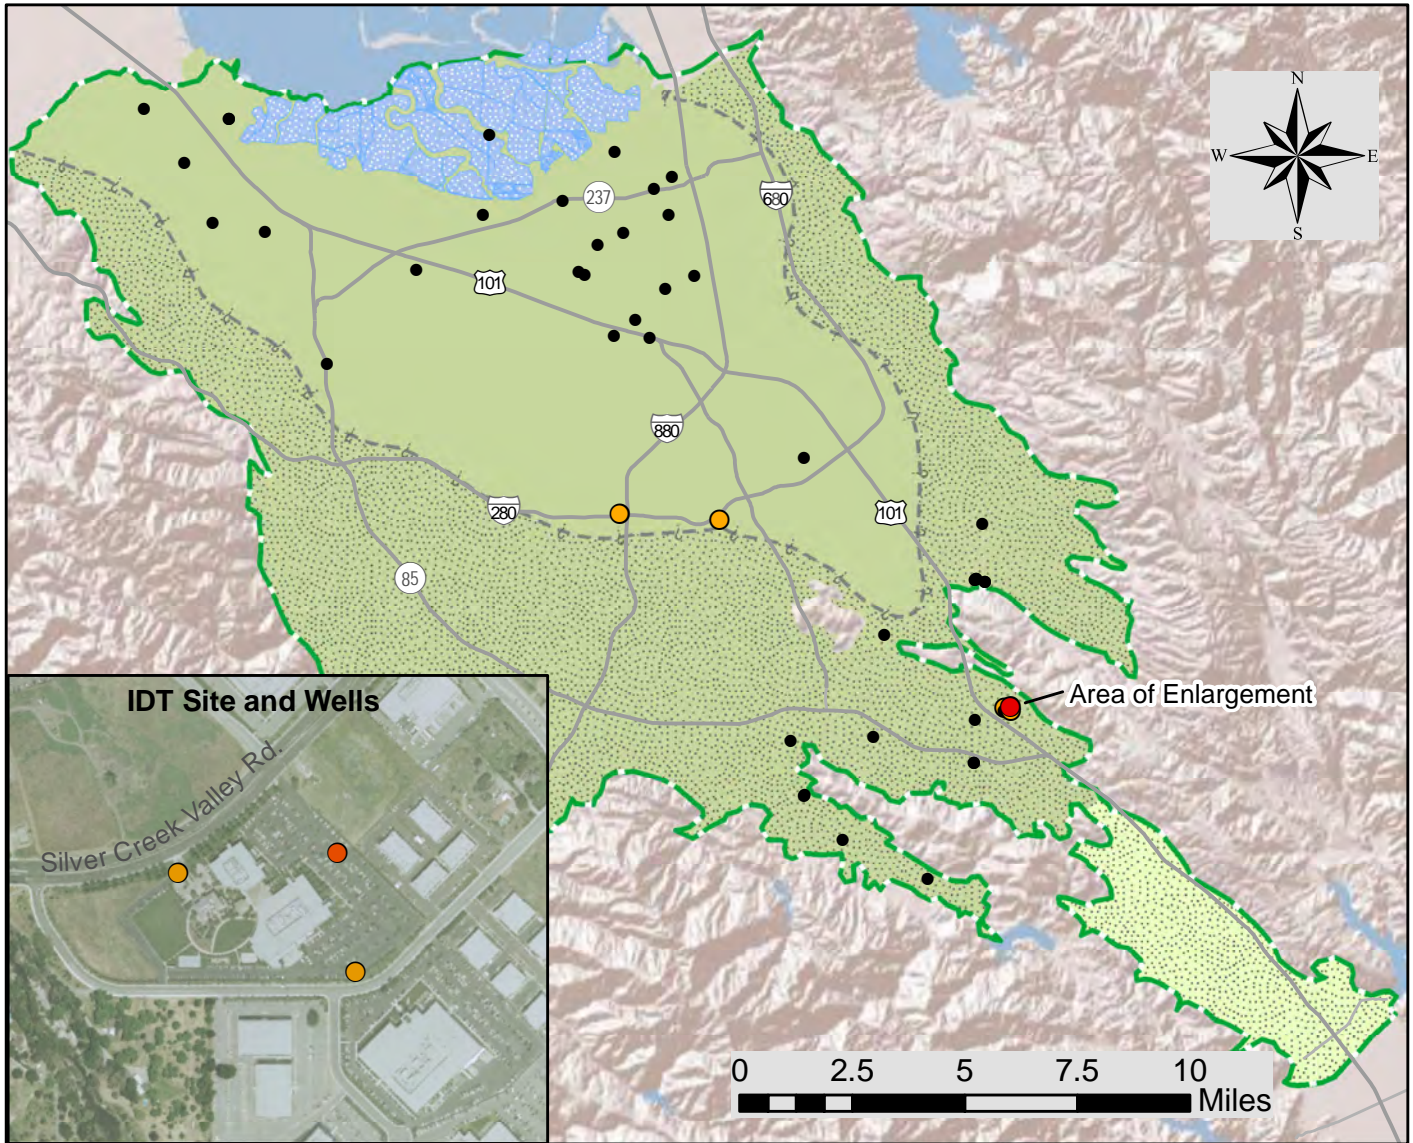 N
W E
S
237
680
101
880
280
101
85
Area of Enlargement
IDT Site and Wells
Silver Creek Valley Rd.
0 2.5 5 7.5 10
Miles